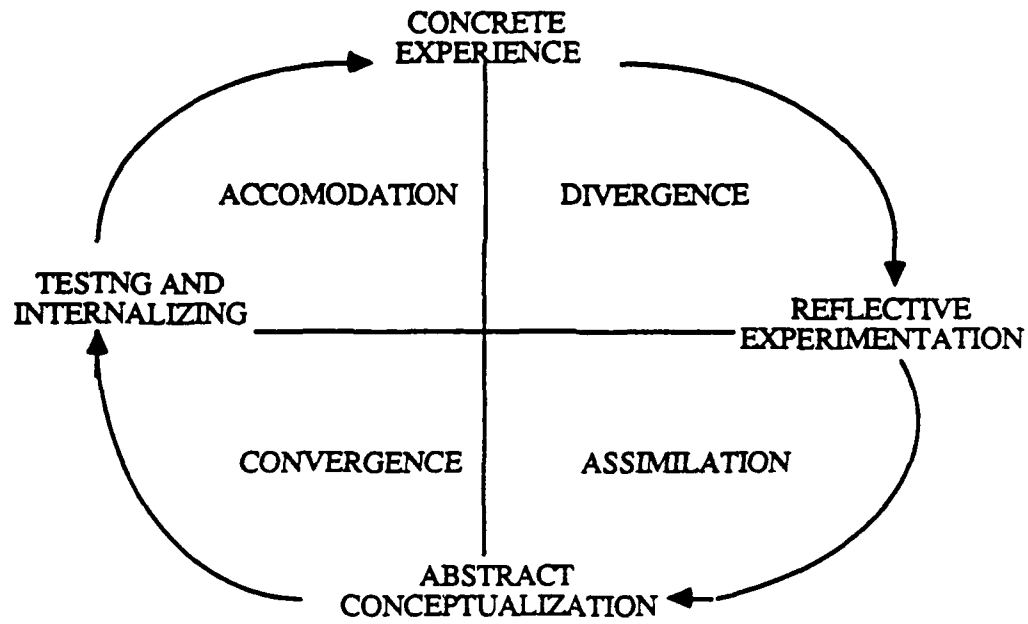 CONCRETE
EXPERIENCE
ACCOMODATION
DIVERGENCE
TESTNG AND
INTERNALIZING
REFLECTIVE
EXPERIMENTATION
CONVERGENCE
ASSIMILATION
ABSTRACT
CONCEPTUALIZATION